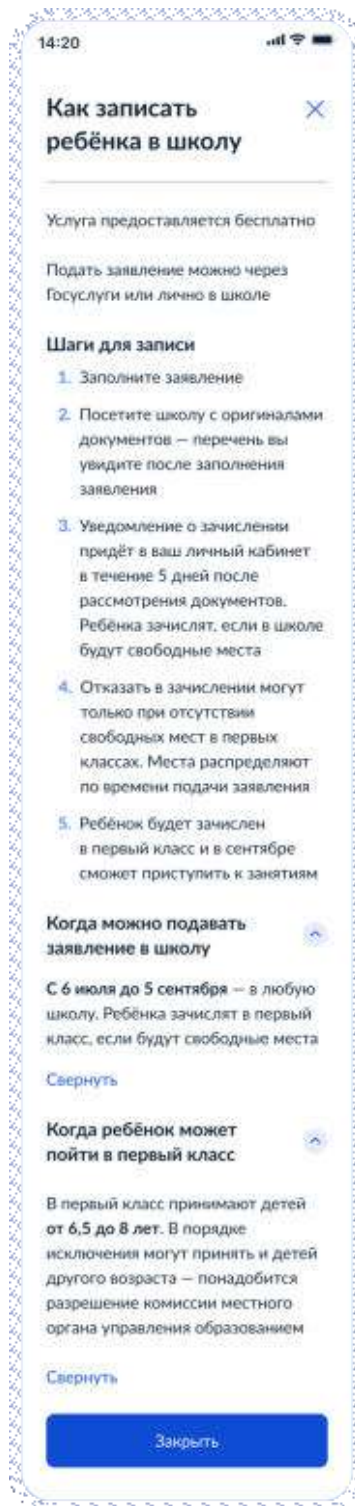 14:20
Как записать
ребёнка в школу
Услуга предоставляется бесплатно
Подать заявление можно через
Госуслуги или лично в школе
Шаги для записи
1. Заполните заявление
2. Посетите школу с оригиналами
документов — перечень вы
увидите после заполнения
заявления
3. Уведомление о зачислении
придёт в ваш личный кабинет
в течение 5 дней после
рассмотрения документов.
Ребёнка зачислят, если в школе
будут свободные места
4. Отказать в зачислении могут
только при отсутствии
свободных мест в первых
классах. Места распределяют
по времени подачи заявления
5. Ребёнок будет зачислен
в первый класс и в сентябре
сможет приступить к занятиям
Когда можно подавать
заявление в школу
С 6 июля до 5 сентября — в любую
школу. Ребёнка зачислят в первый
класс, если будут свободные места
Свернуть
Когда ребёнок может
пойти в первый класс
В первый класс принимают детей
от 6,5 до 8 лет. В порядке
исключения могут принять и детей
другого возраста — понадобится
разрешение комиссии местного
органа управления образованием
Свернуть
Закрыть